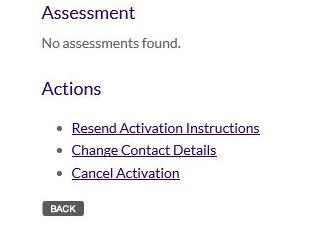 Assessment
No assessments found.
Actions
Resend Activation Instructions
Change Contact Details
Cancel Activation
BACK